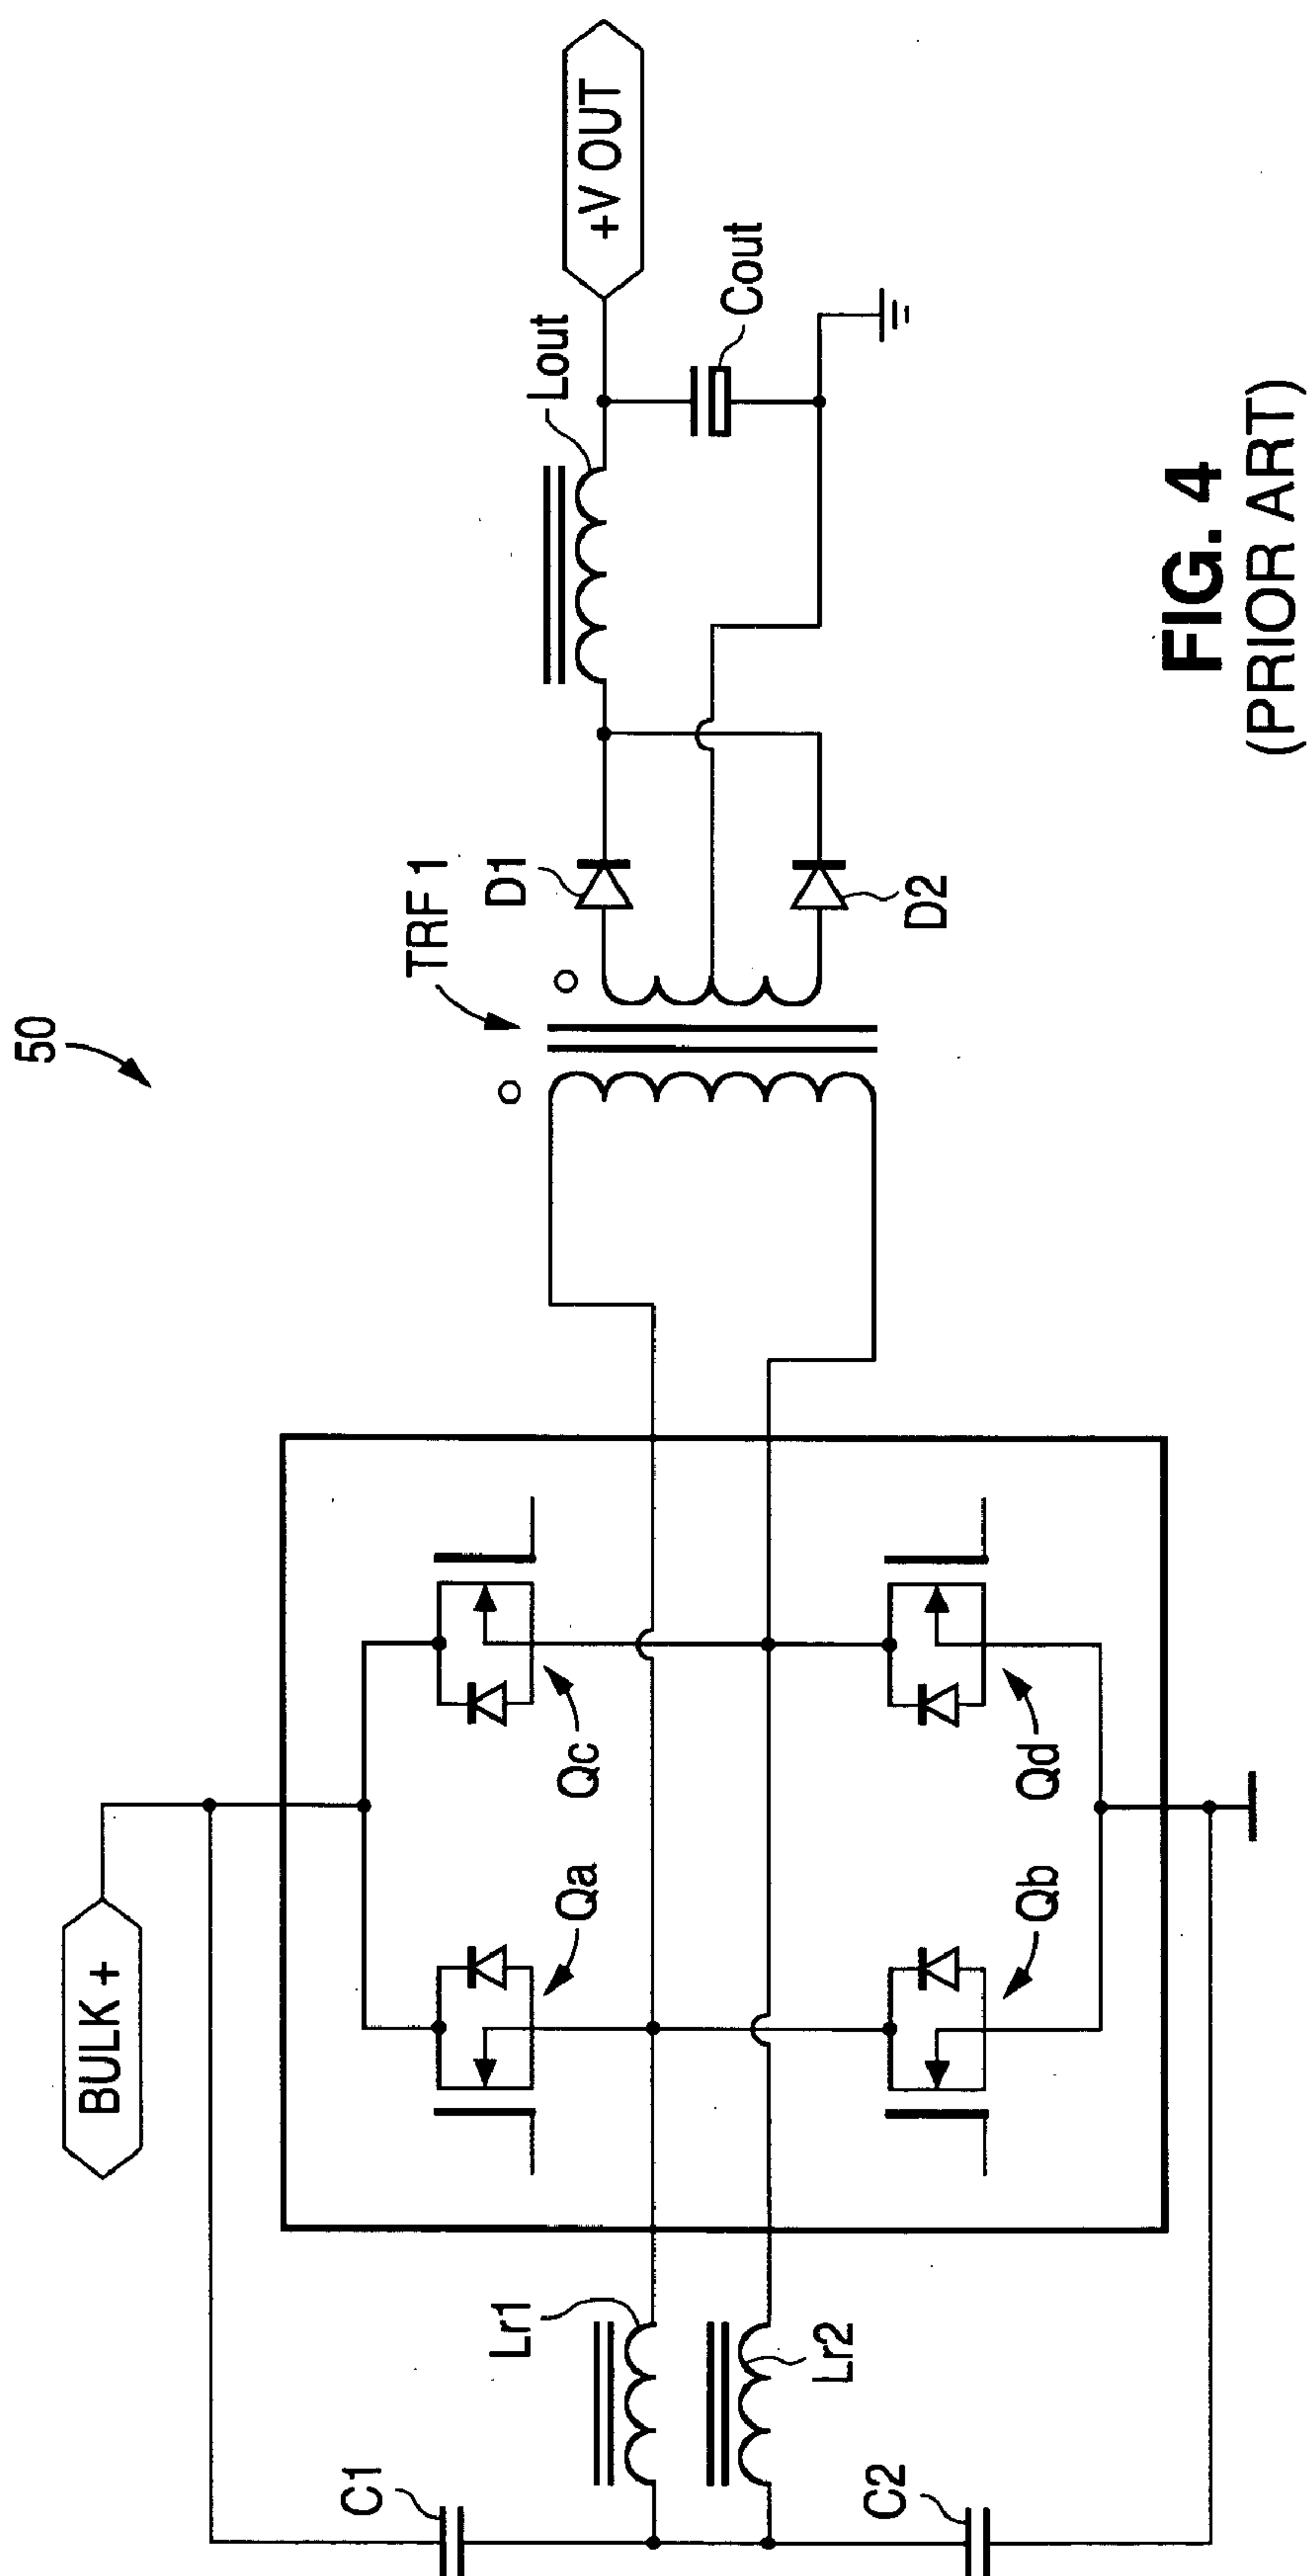 50
BULK +
C1
Lr1
Lr2
C2
Qa
Qc
Qb
Qd
TRF 1
D1
D2
Lout
Cout
+V OUT
FIG. 4
(PRIOR ART)